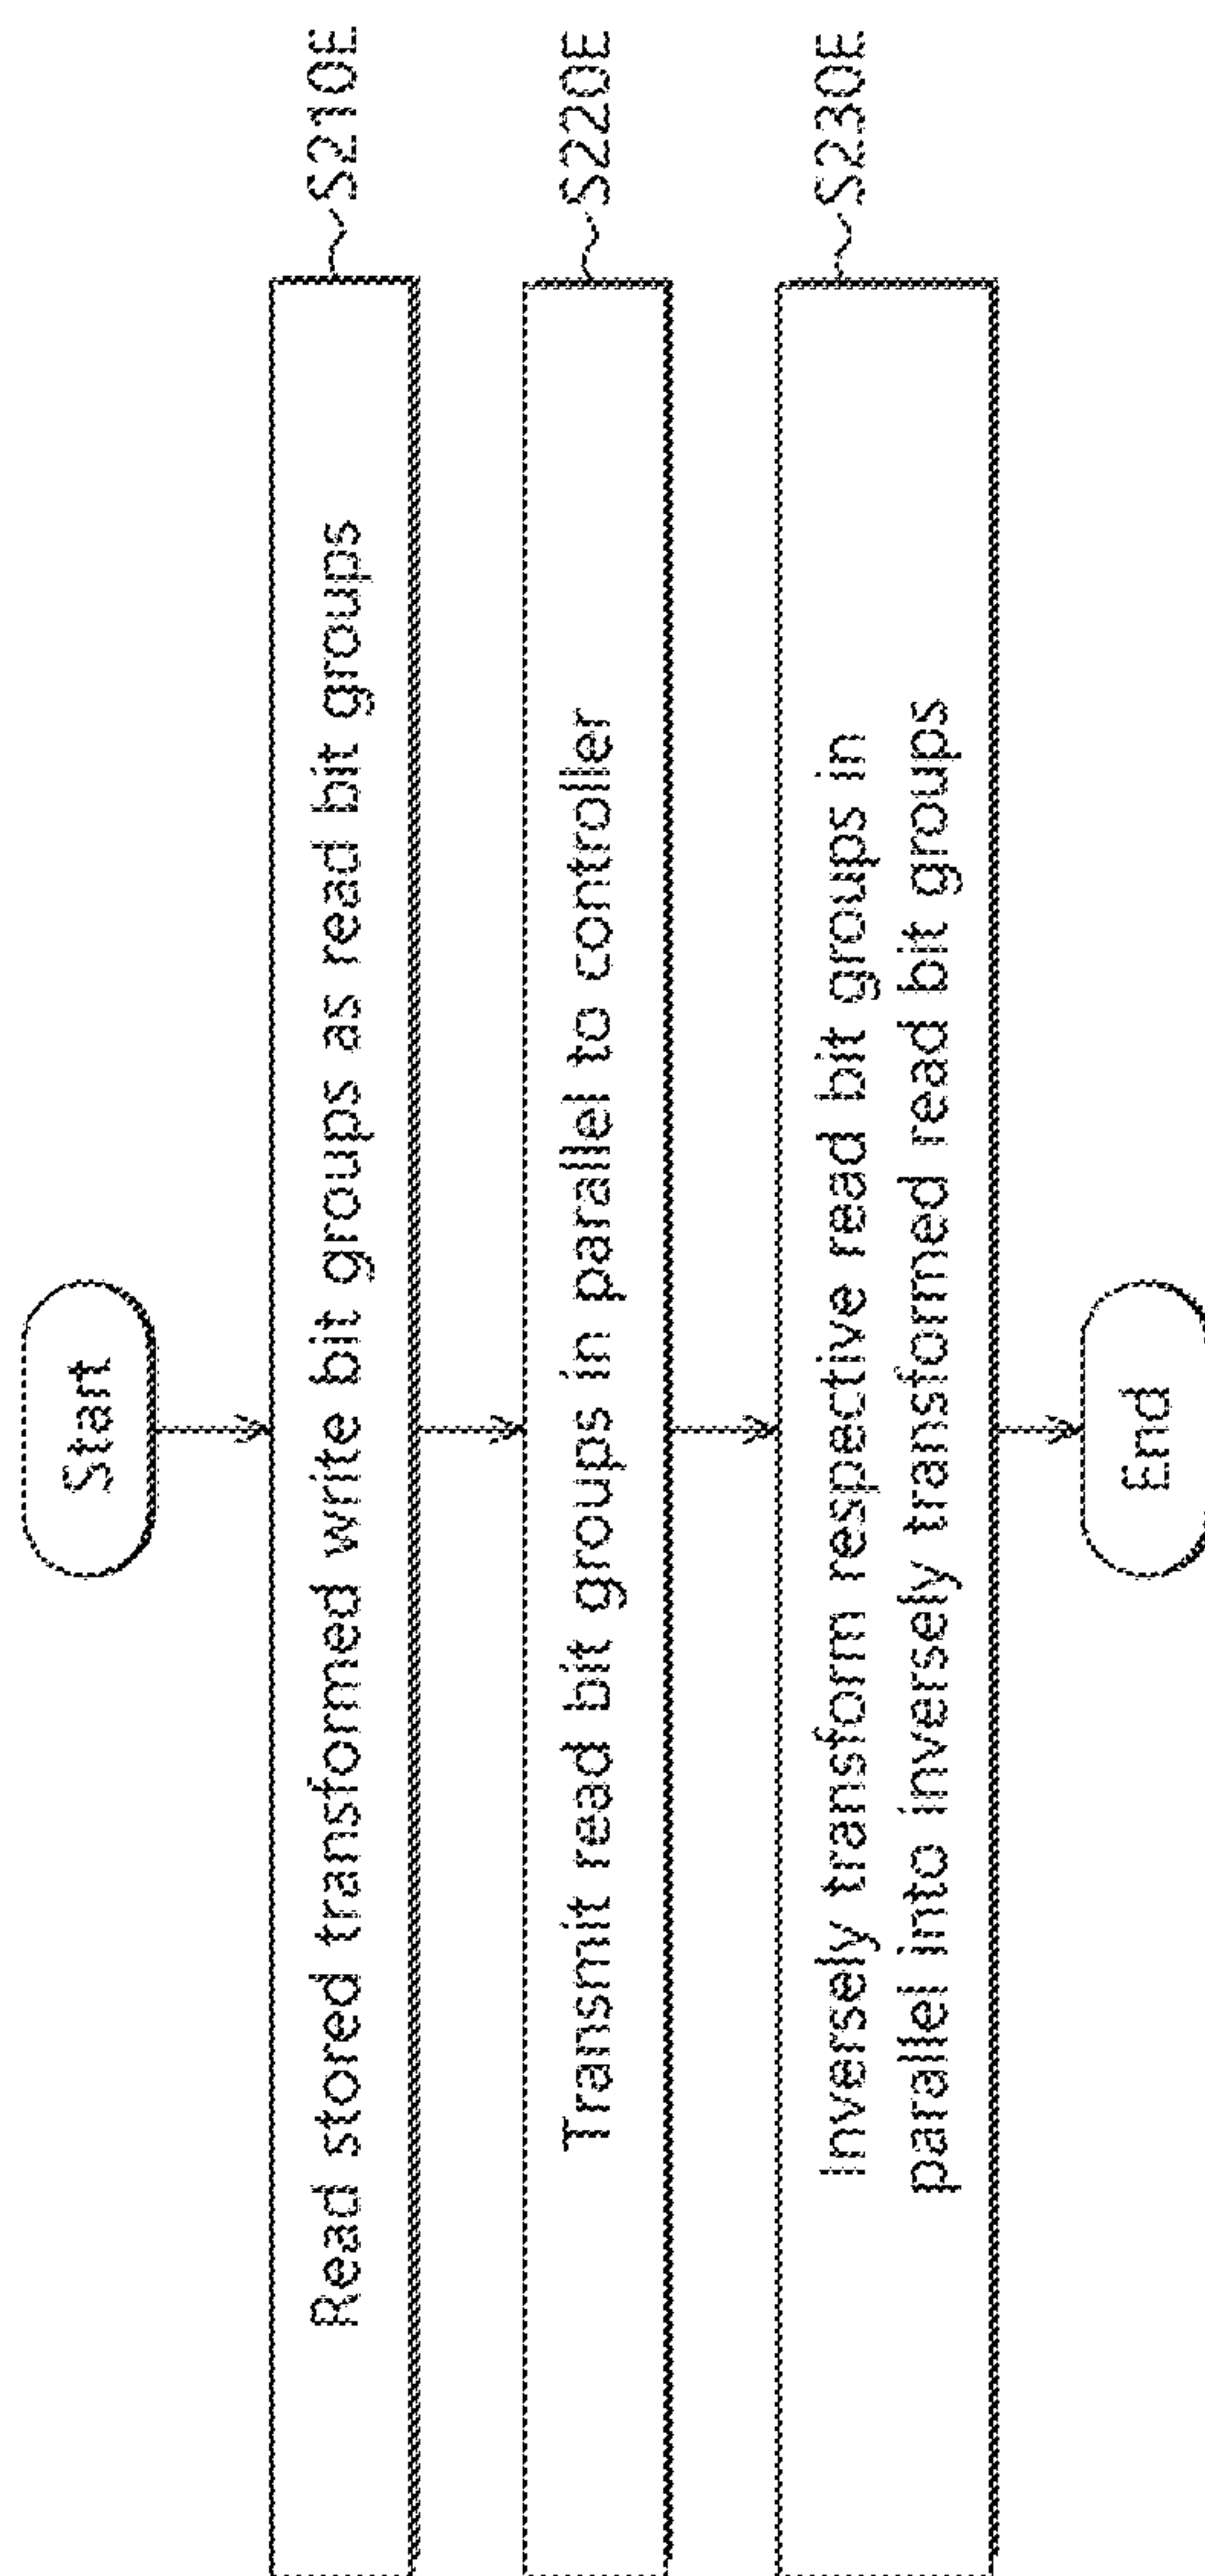 Start
Read stored transformed write bit groups as read bit groups
~S210E
Transmit read bit groups in parallel to controller
~S220E
Inversely transform respective read bit groups in
parallel into inversely transformed read bit groups
~S230E
End